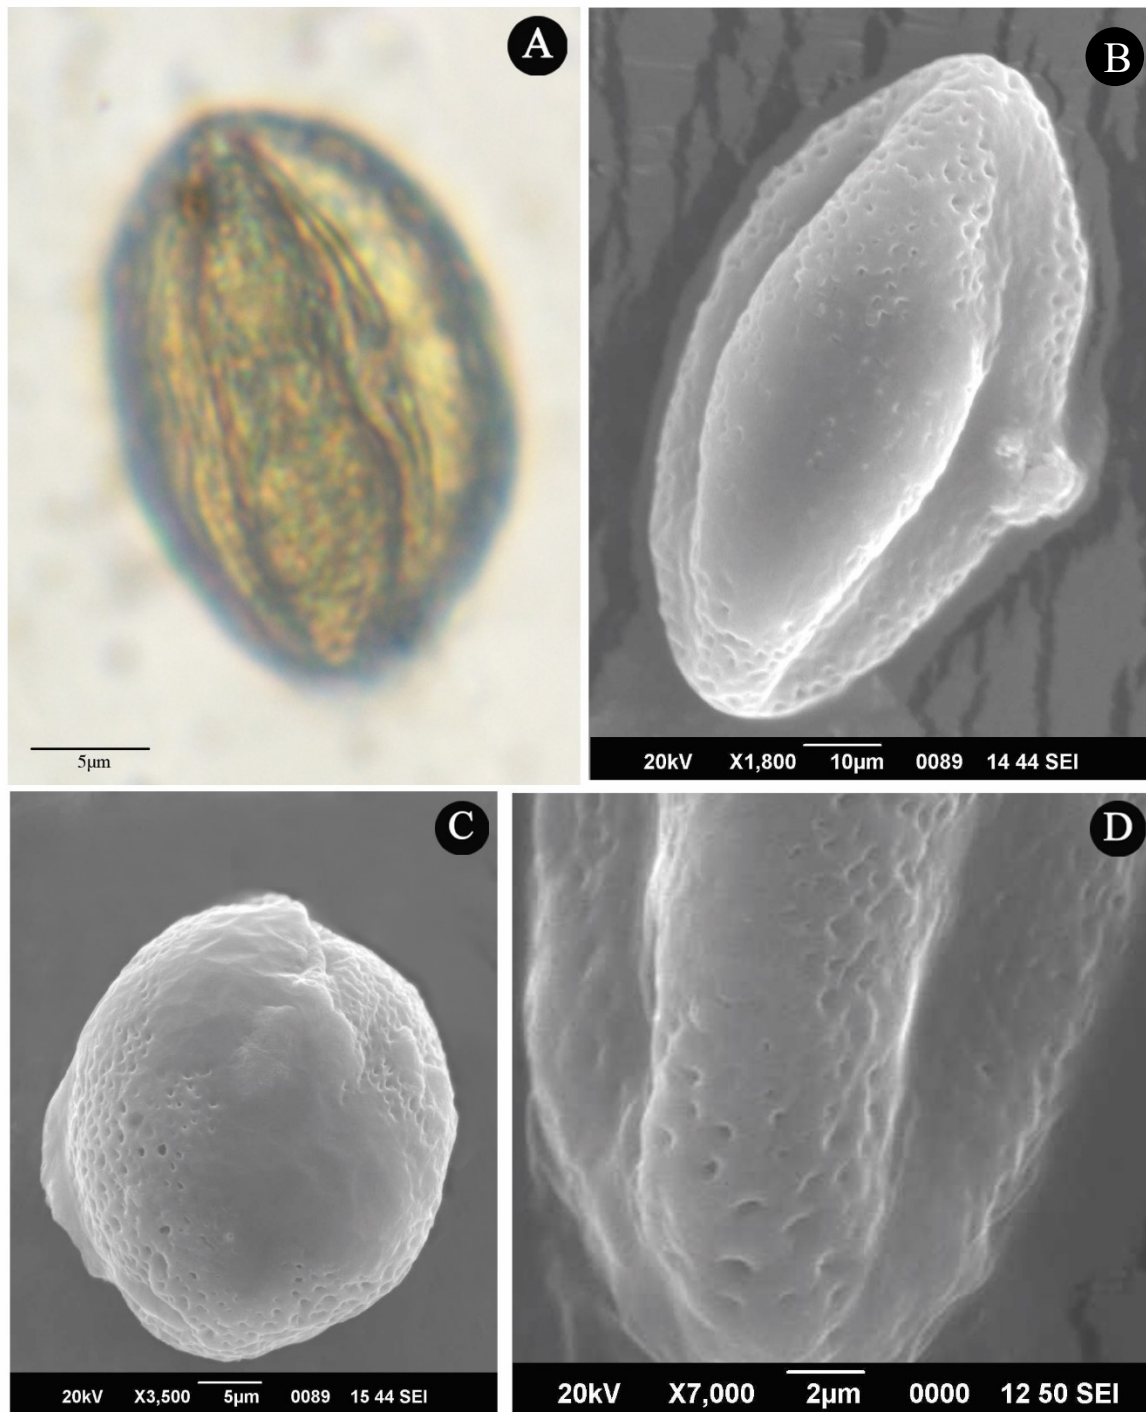 A
B
5μm
20kV X1,800 10μm 0089 14 44 SEI
C
D
20kV X3,500 5μm 0089 15 44 SEI
20kV X7,000 2μm 0000 12 50 SEI